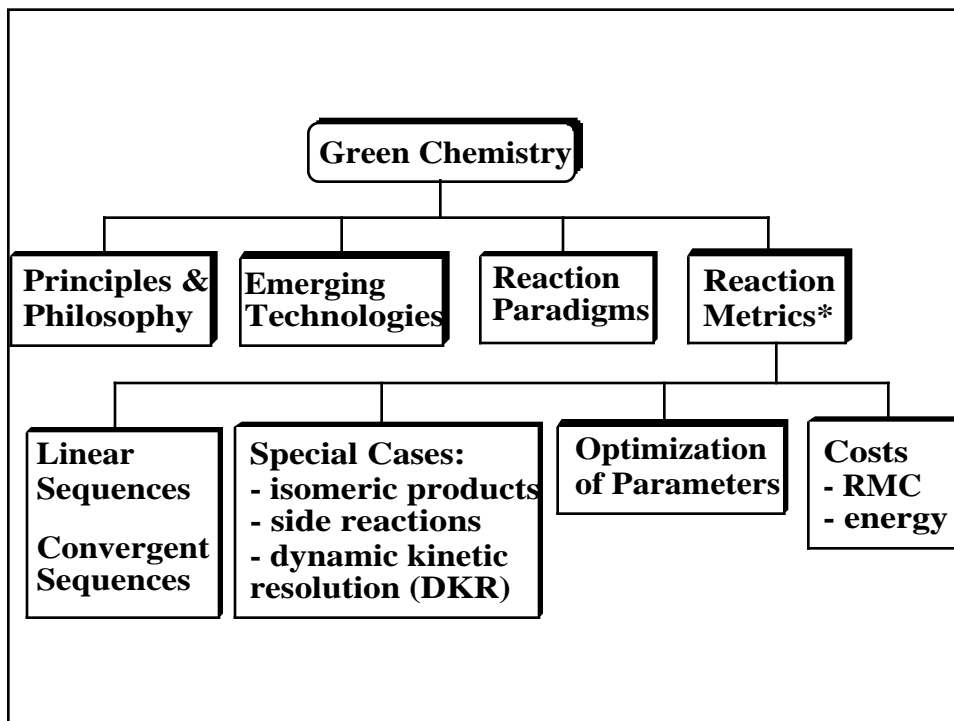 Green Chemistry
Principles &
Philosophy
Emerging
Technologies
Reaction
Paradigms
Reaction
Metrics*
Linear
Sequences
Convergent
Sequences
Special Cases:
- isomeric products
- side reactions
- dynamic kinetic
resolution (DKR)
Optimization
of Parameters
Costs
- RMC
- energy